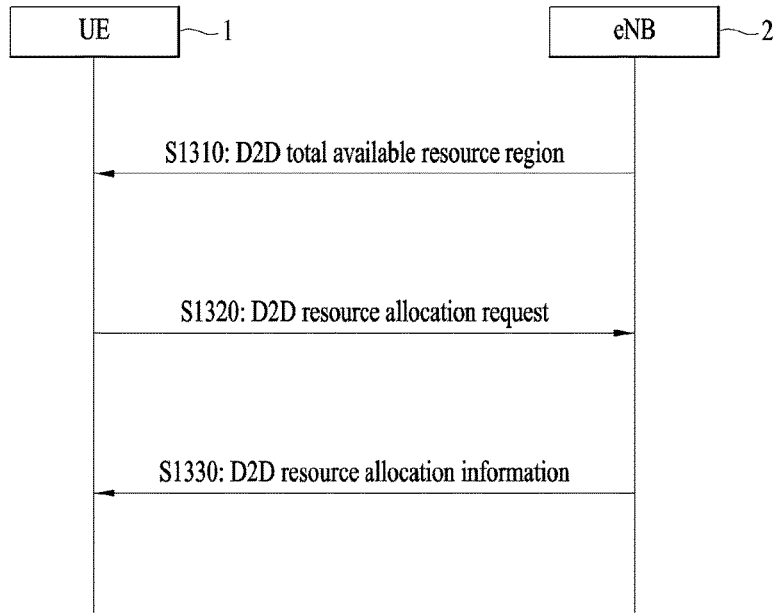 UE
1
eNB
2
S1310: D2D total available resource region
S1320: D2D resource allocation request
S1330: D2D resource allocation information